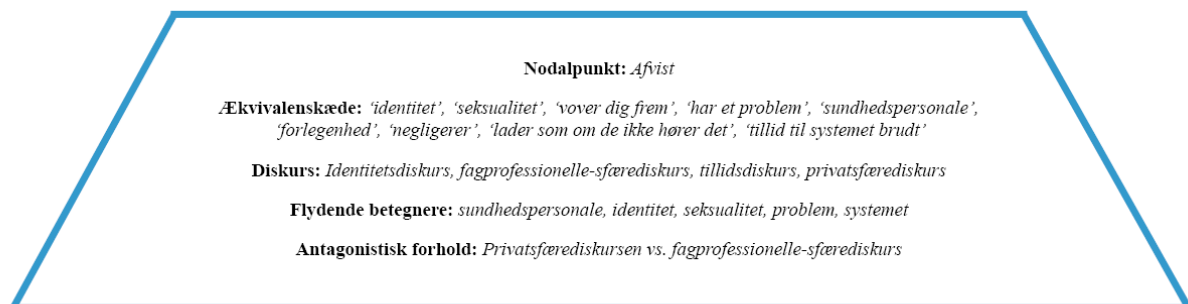 Nodalpunkt: Afvist
Ækvivalenskæde: ‘identitet’, ‘seksualitet’, ‘vover dig frem’, ‘har et problem’, ‘sundhedspersonale’,
‘forlegenhed’, ‘negligerer’, ‘lader som om de ikke hører det’, ‘tillid til systemet brudt’
Diskurs: Identitetsdiskurs, fagprofessionelle-sfærediskurs, tillidsdiskurs, privatsfærediskurs
Flydende betegnere: sundhedspersonale, identitet, seksualitet, problem, systemet
Antagonistisk forhold: Privatsfærediskursen vs. fagprofessionelle-sfærediskurs